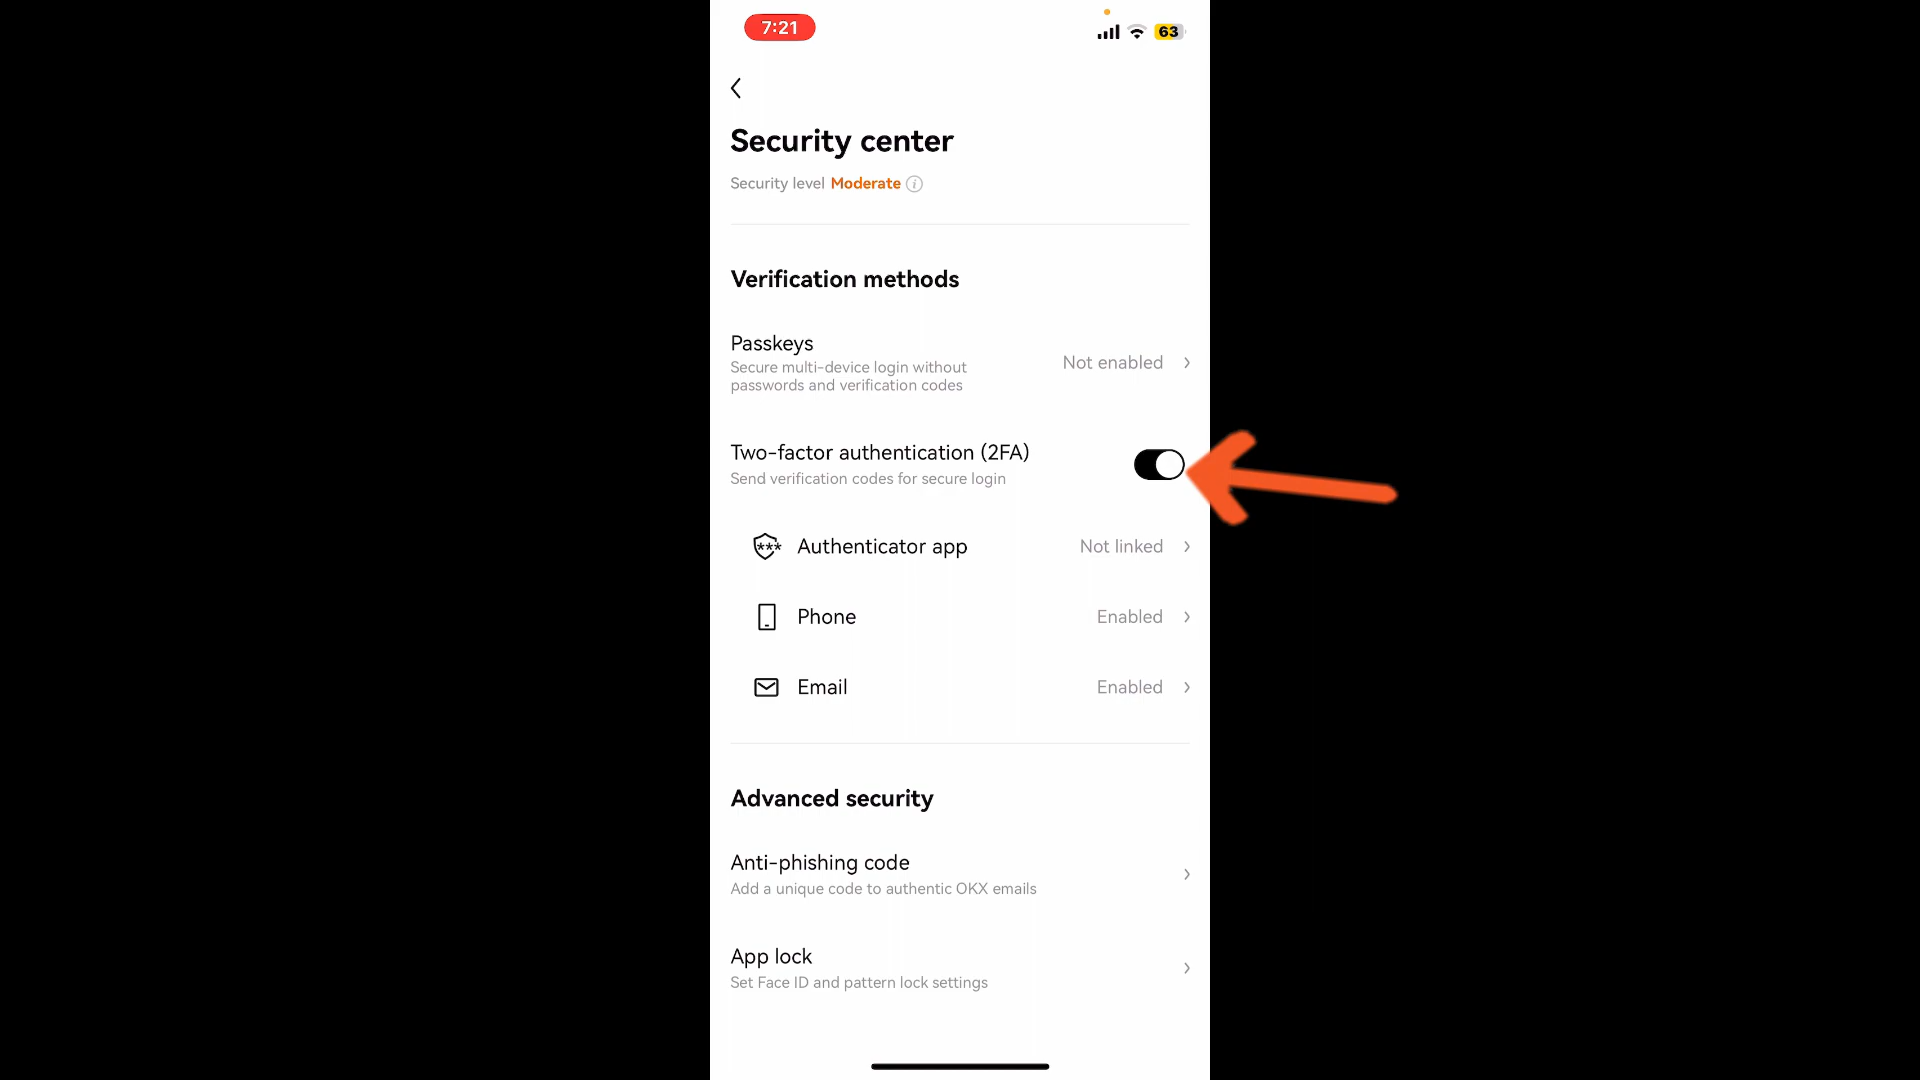 7:21
63
Security center
Security level Moderate
Verification methods
Passkeys
Secure multi-device login without
passwords and verification codes
Not enabled
Two-factor authentication (2FA)
Send verification codes for secure login
Authenticator app
Not linked
Phone
Enabled
Email
Enabled
Advanced security
Anti-phishing code
Add a unique code to authentic OKX emails
App lock
Set Face ID and pattern lock settings